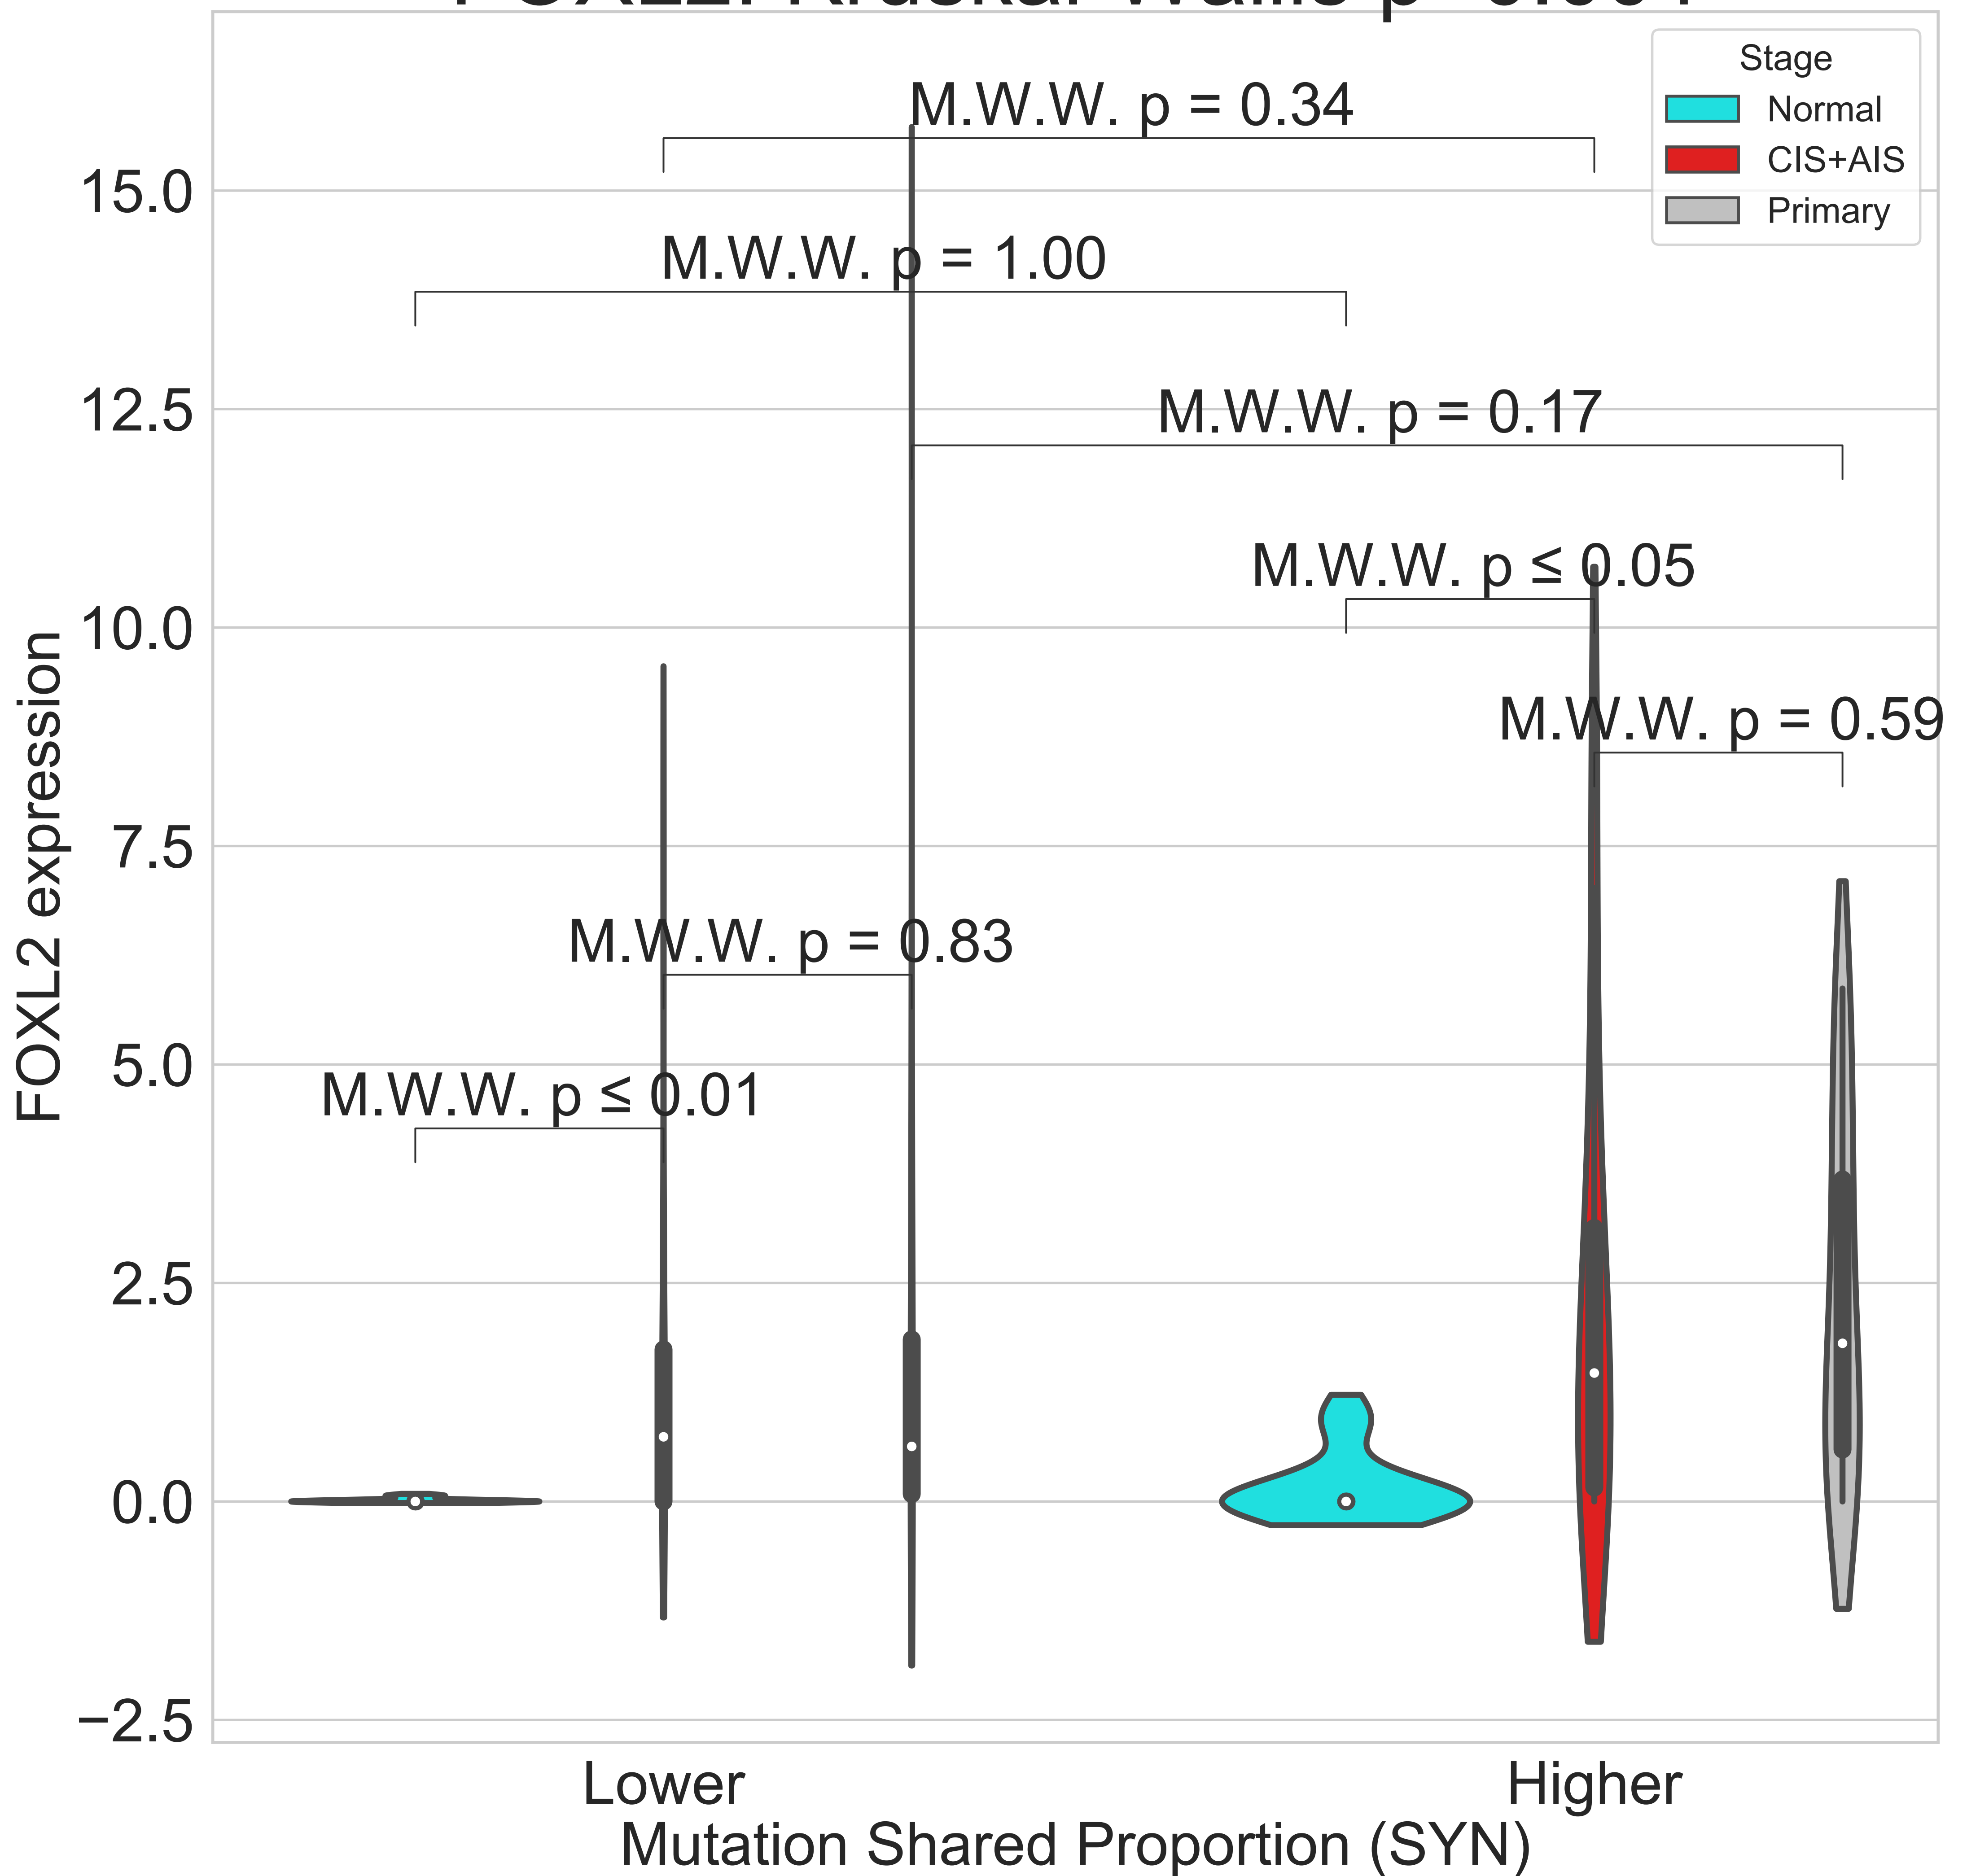 Stage
Normal
CIS+AIS
Primary
M.W.W. p = 0.34
M.W.W. p = 1.00
M.W.W. p = 0.17
M.W.W. p ≤ 0.05
M.W.W. p = 0.59
M.W.W. p = 0.83
M.W.W. p ≤ 0.01
15.0
12.5
10.0
7.5
5.0
2.5
0.0
−2.5
FOXL2 expression
Lower
Higher
Mutation Shared Proportion (SYN)